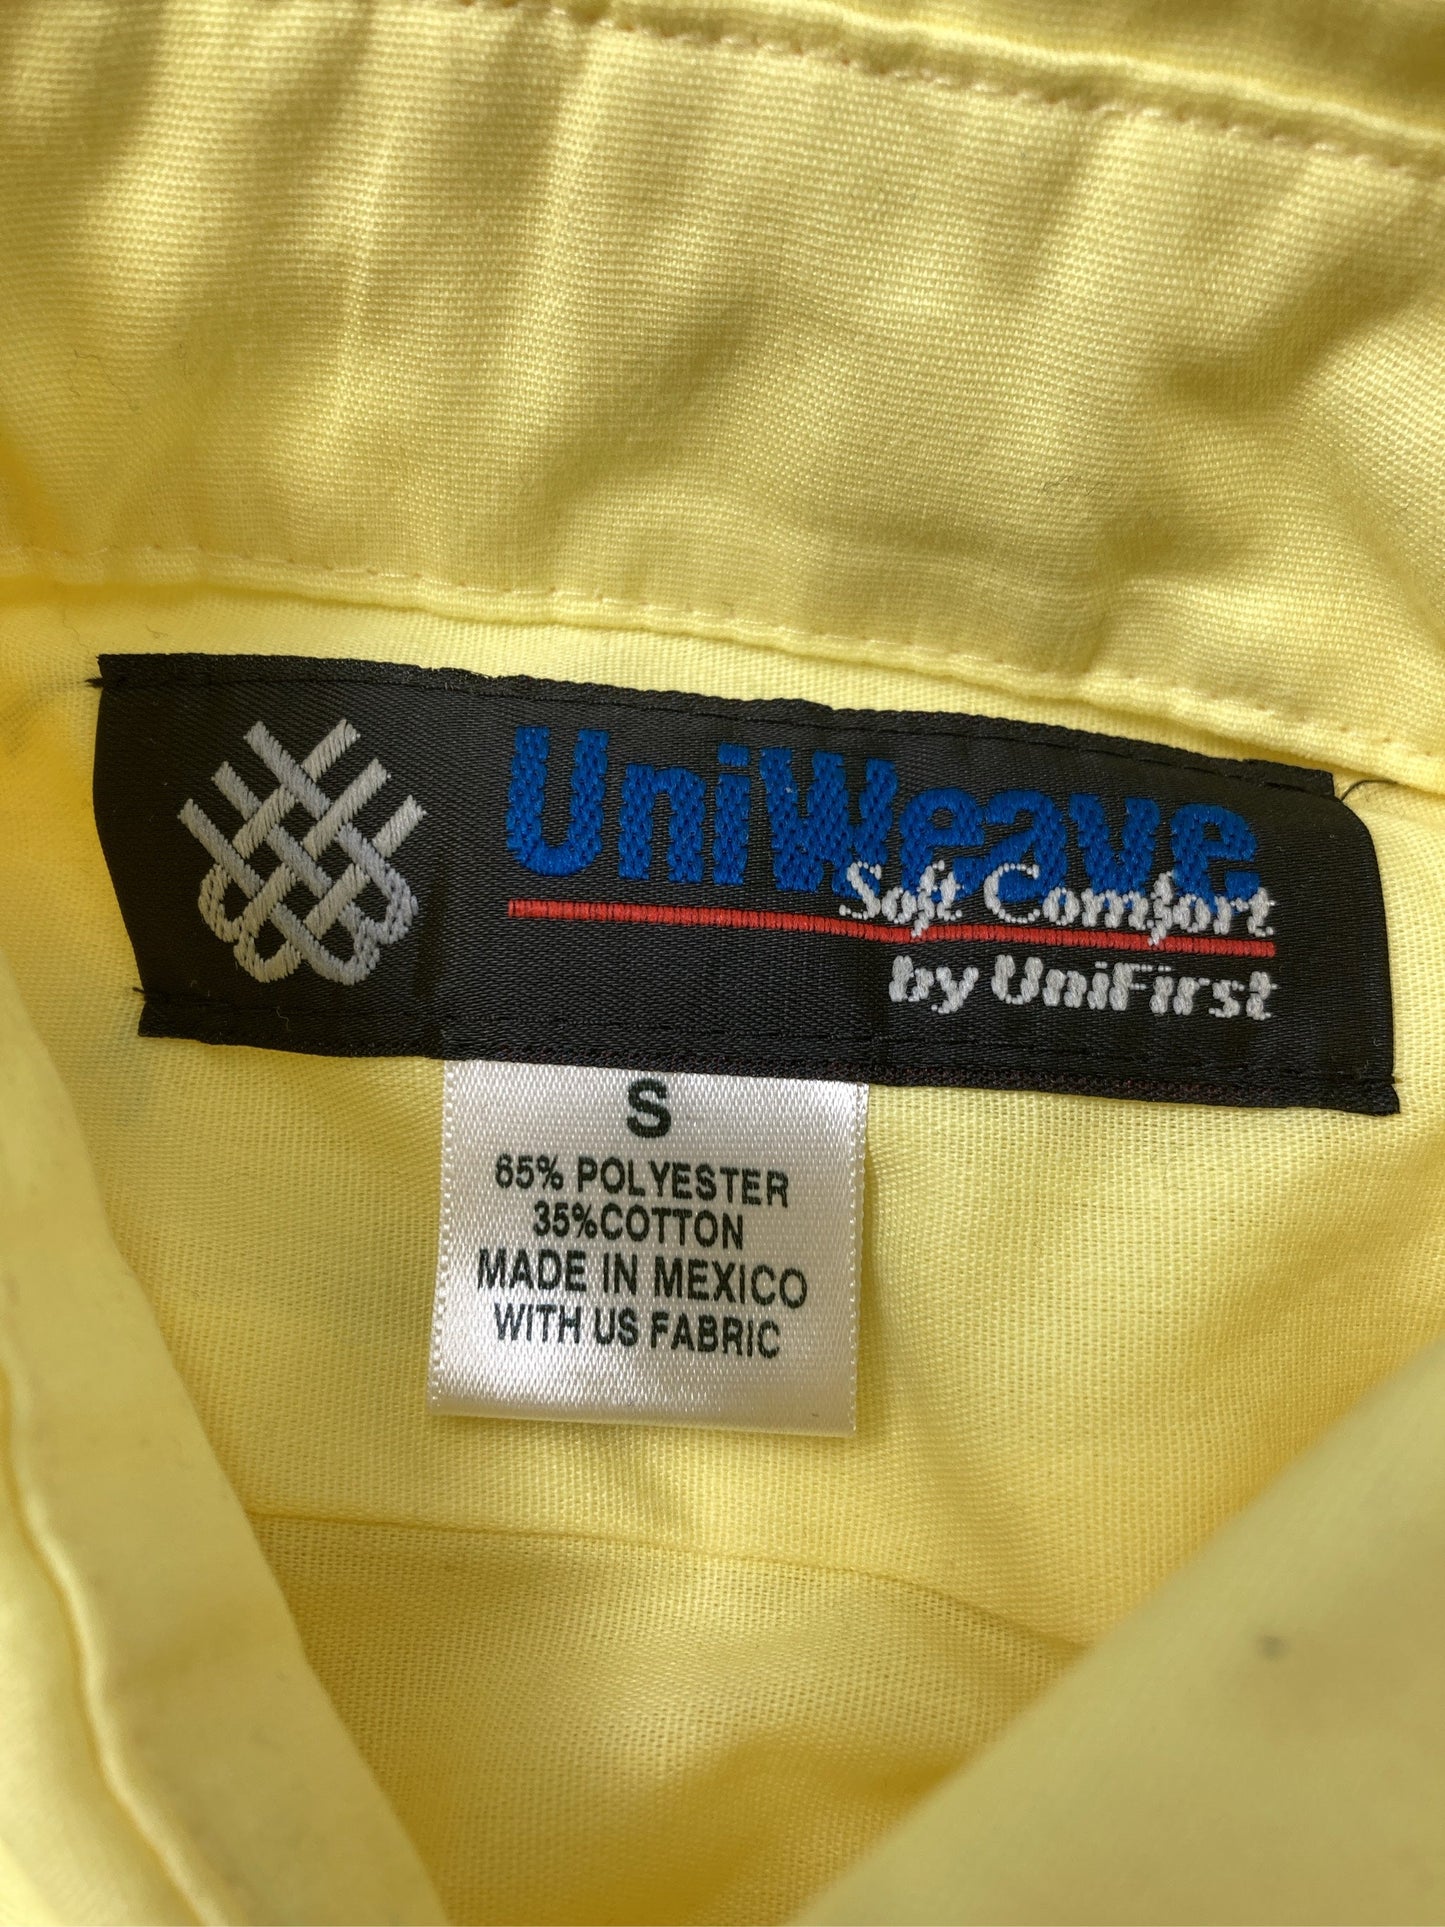 UniWeave
Soft Comfort
by UniFirst
S
65% POLYESTER
35%COTTON
MADE IN MEXICO
WITH US FABRIC